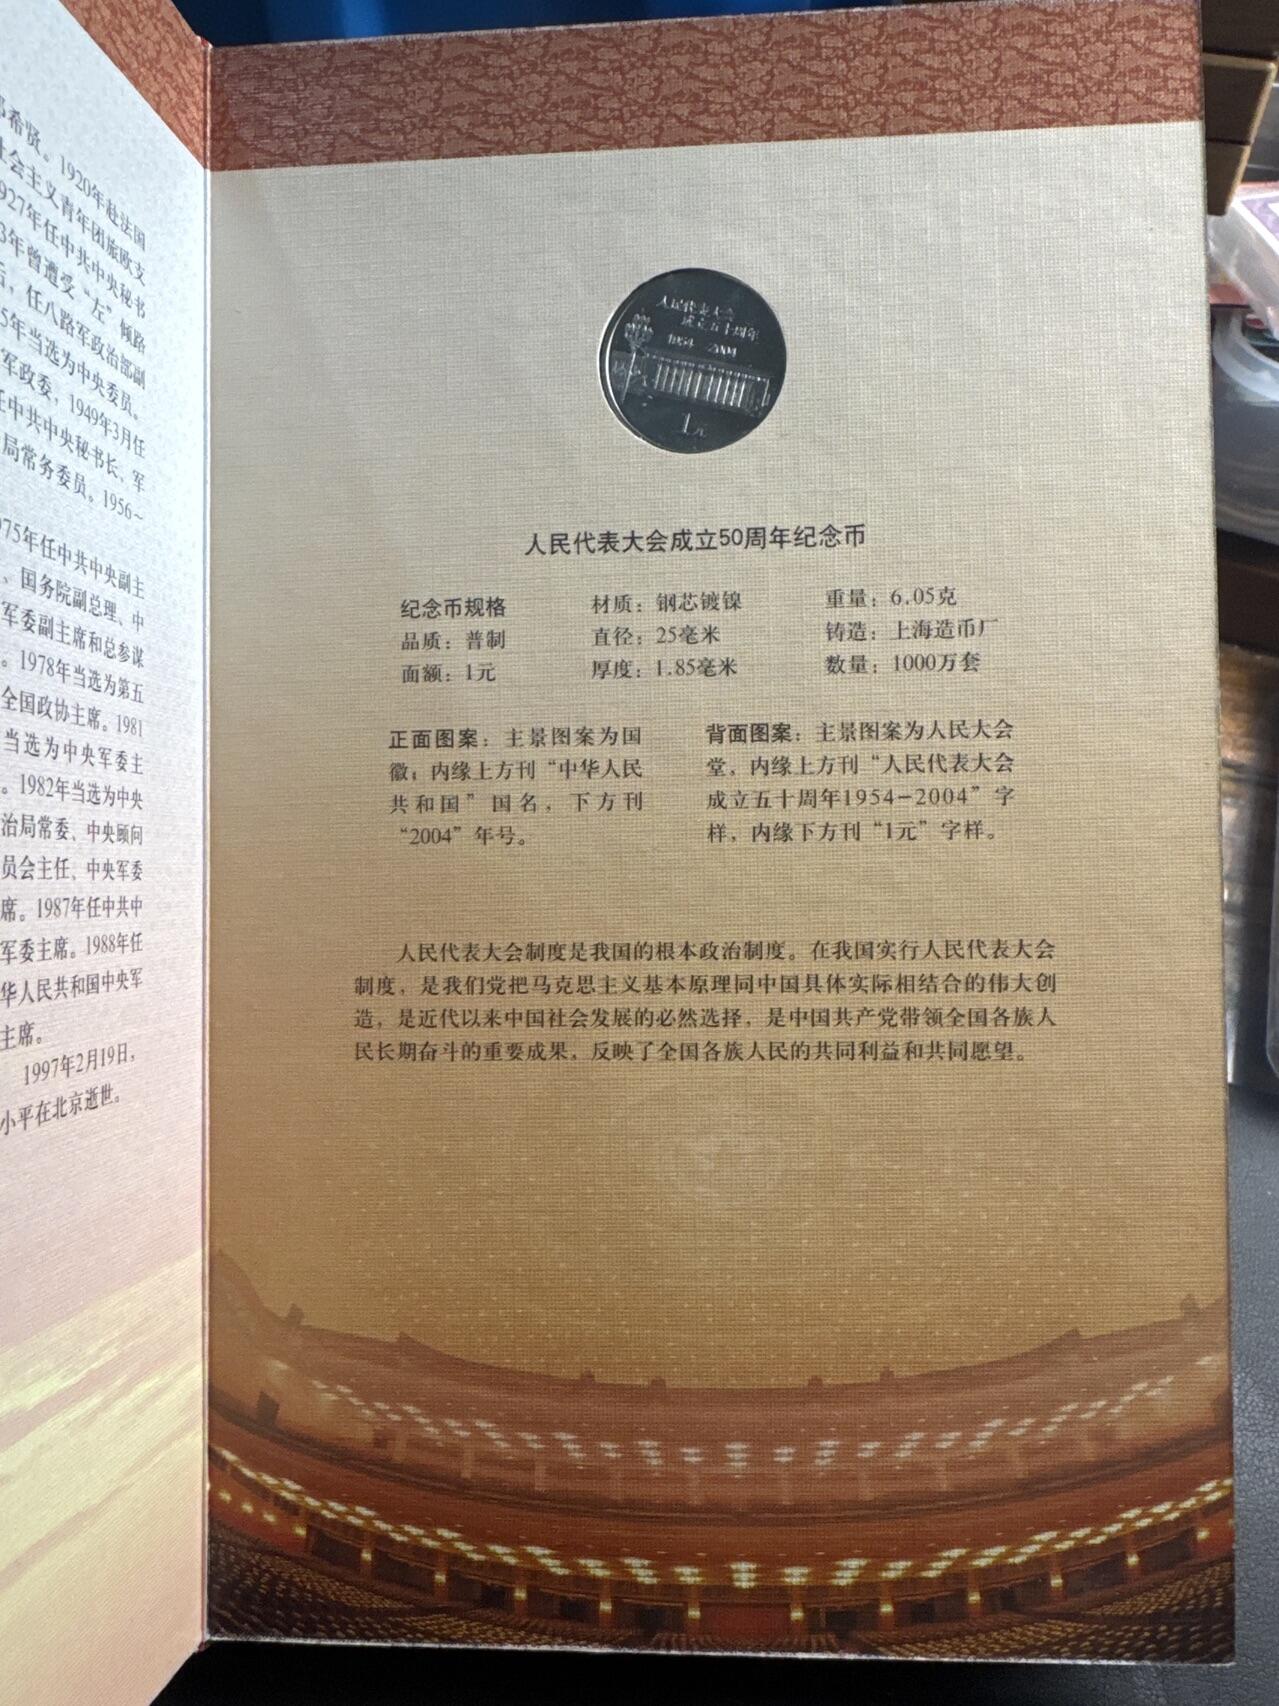 邓希贤。1920年赴法国
社会主义青年团旅欧支
1927年任中共中央秘书
3年曾遭受“左”倾路
后，任八路军政治部副
5年当选为中央委员。
军政委，1949年3月任
任中共中央秘书长、军
局常务委员。1956~
975年任中共中央副主
、国务院副总理、中
军委副主席和总参谋
。1978年当选为第五
全国政协主席。1981
当选为中央军委主
。1982年当选为中央
治局常委、中央顾问
员会主任、中央军委
席。1987年任中共中
军委主席。1988年任
华人民共和国中央军
主席。
1997年2月19日，
小平在北京逝世。
人民代表大会
成立五十周年
1954—2004
1元
人民代表大会成立50周年纪念币
纪念币规格 材质：钢芯镀镍 重量：6.05克
品质：普制 直径：25毫米 铸造：上海造币厂
面额：1元 厚度：1.85毫米 数量：1000万套
正面图案：主景图案为国
徽；内缘上方刊“中华人民
共和国”国名，下方刊
“2004”年号。
背面图案：主景图案为人民大会
堂，内缘上方刊“人民代表大会
成立五十周年1954－2004”字
样，内缘下方刊“1元”字样。
人民代表大会制度是我国的根本政治制度。在我国实行人民代表大会
制度，是我们党把马克思主义基本原理同中国具体实际相结合的伟大创
造，是近代以来中国社会发展的必然选择，是中国共产党带领全国各族人
民长期奋斗的重要成果，反映了全国各族人民的共同利益和共同愿望。